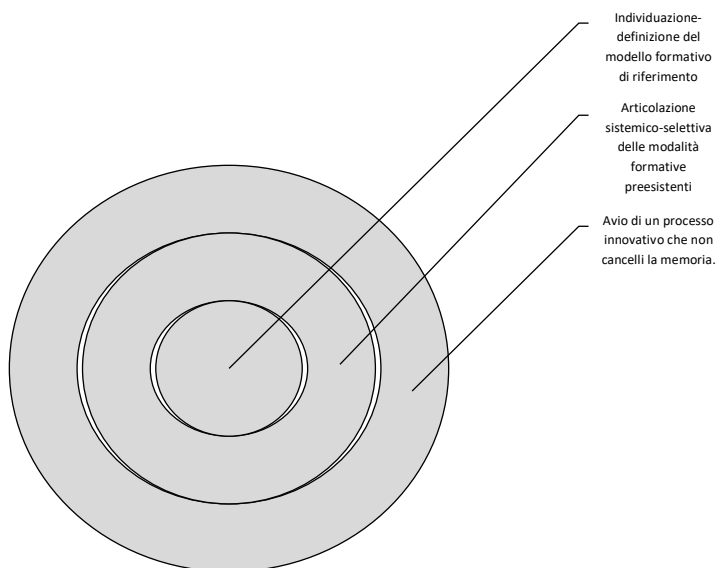 Individuazione-
definizione del
modello formativo
di riferimento
Articolazione
sistemico-selettiva
delle modalità
formative
preesistenti
Avio di un processo
innovativo che non
cancelli la memoria.